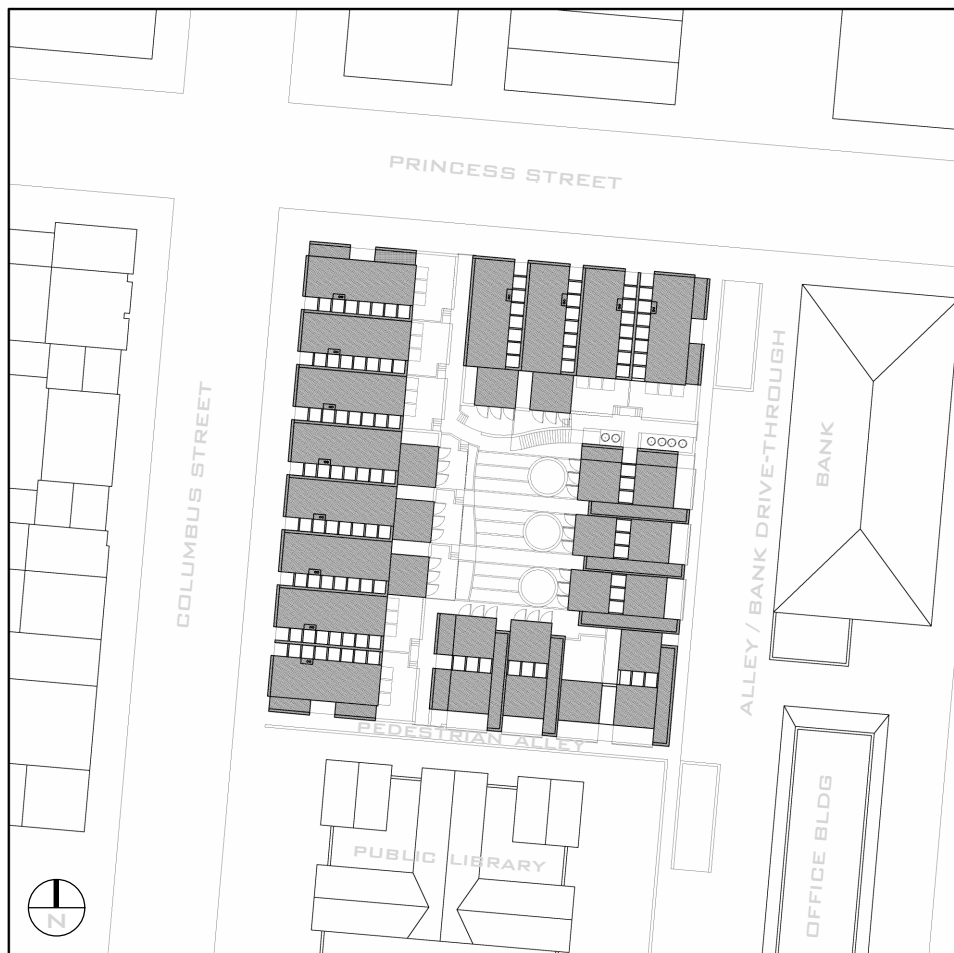 PRINCESS STREET
COLUMBUS STREET
ALLEY / BANK DRIVE-THROUGH
BANK
PEDESTRIAN ALLEY
PUBLIC LIBRARY
OFFICE BLDG
N